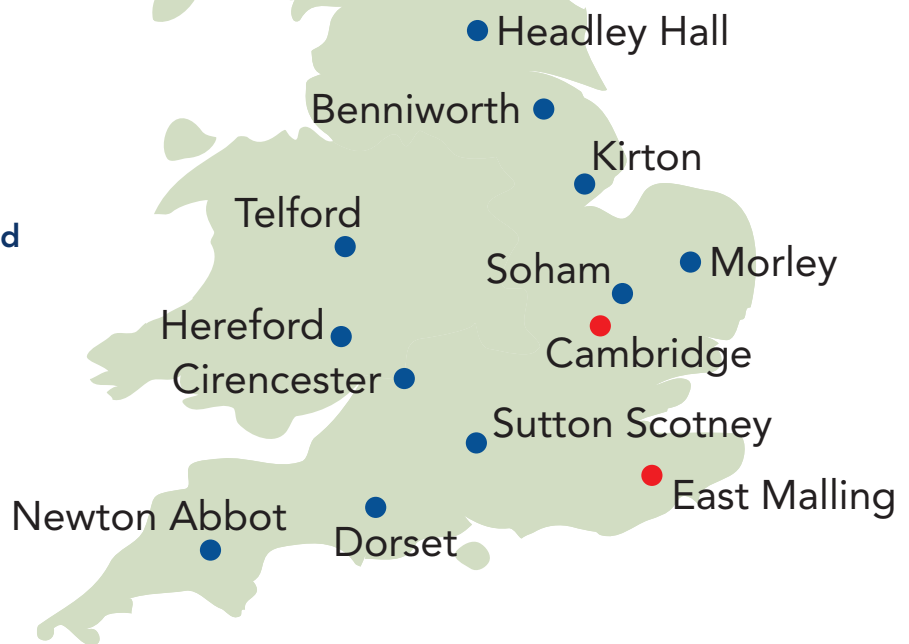 Headley Hall
Benniworth
Kirton
Telford
d
Soham
Morley
Hereford
Cambridge
Cirencester
Sutton Scotney
East Malling
Newton Abbot
Dorset